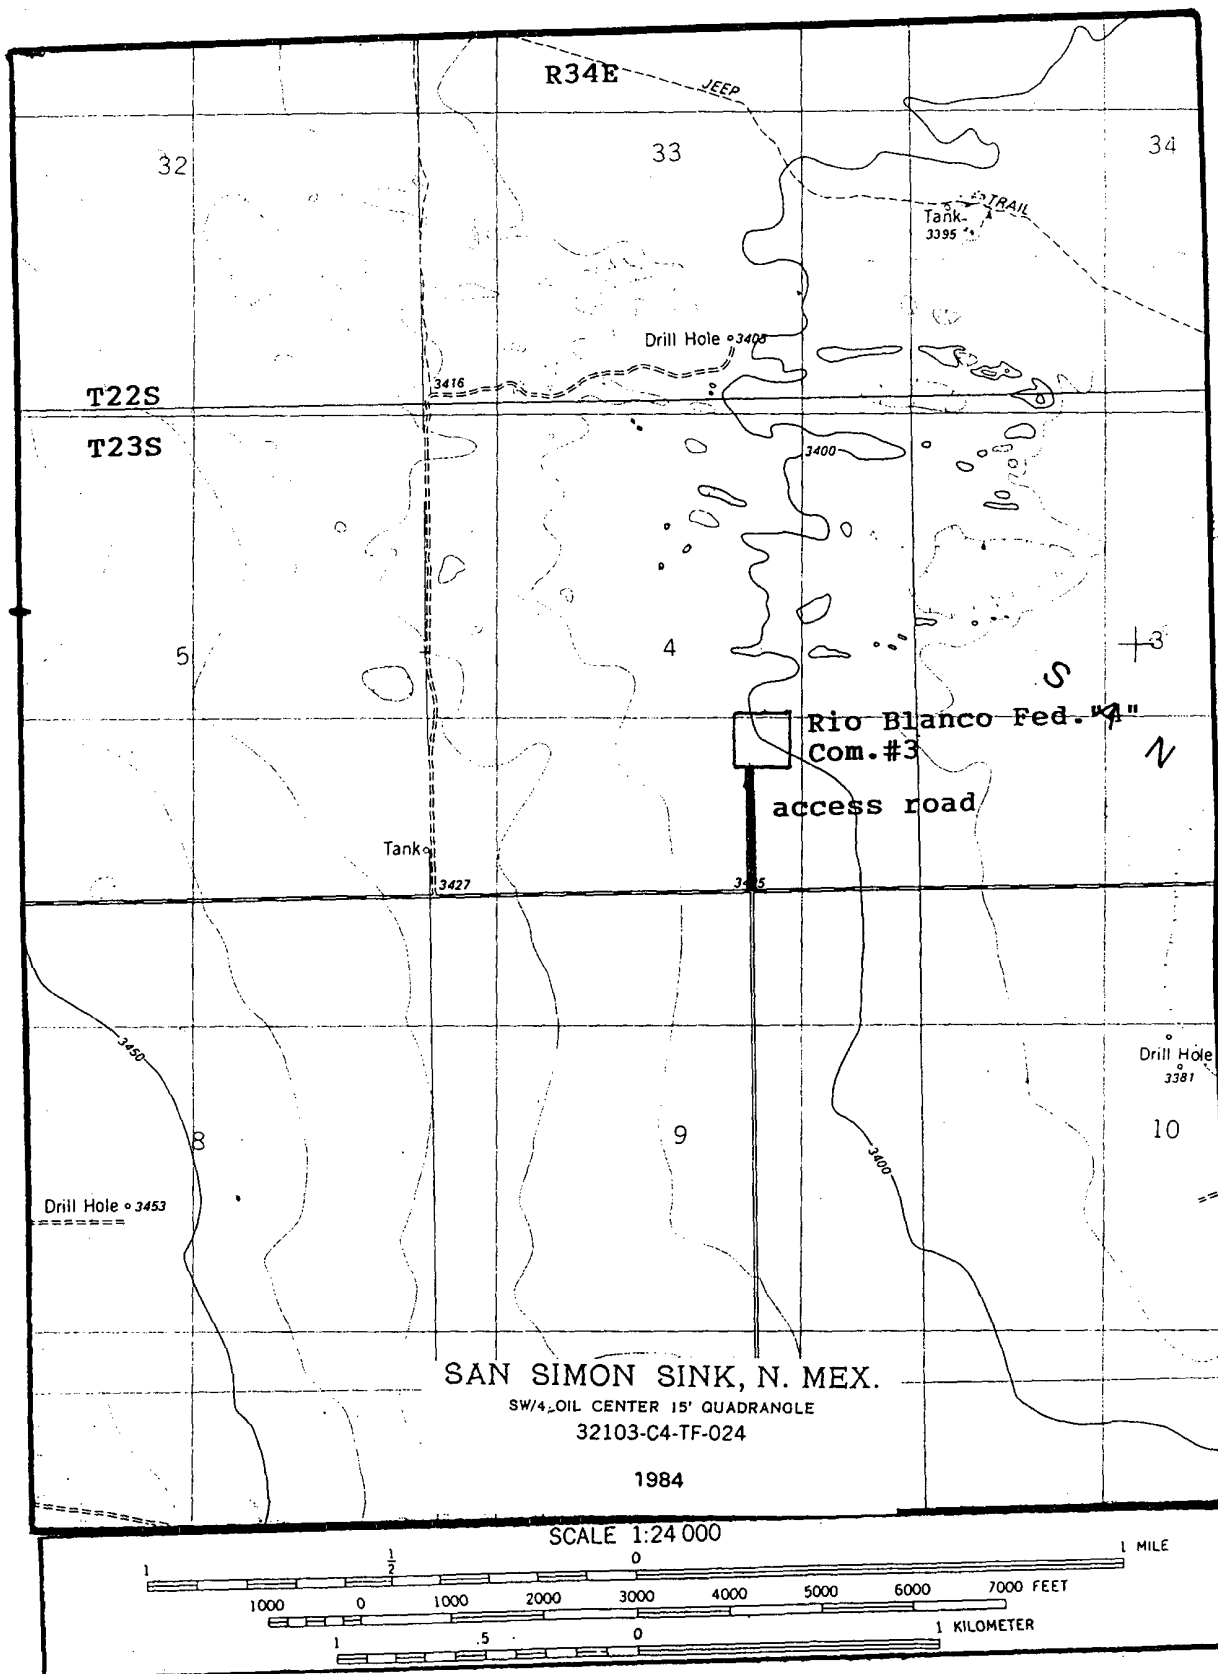 R34E
JEEP
32
33
34
TRAIL
Tank
3395
Drill Hole 3405
3416
T22S
T23S
3400
5
4
3
S
Rio Blanco Fed."A"
Com.#3
N
access road
Tank
3427
3450
Drill Hole
3381
8
9
10
3400
Drill Hole 3453
SAN SIMON SINK, N. MEX.
SW/4 OIL CENTER 15' QUADRANGLE
32103-C4-TF-024
1984
SCALE 1:24 000
1 1/2 0 1 MILE
1000 0 1000 2000 3000 4000 5000 6000 7000 FEET
1 .5 0 1 KILOMETER